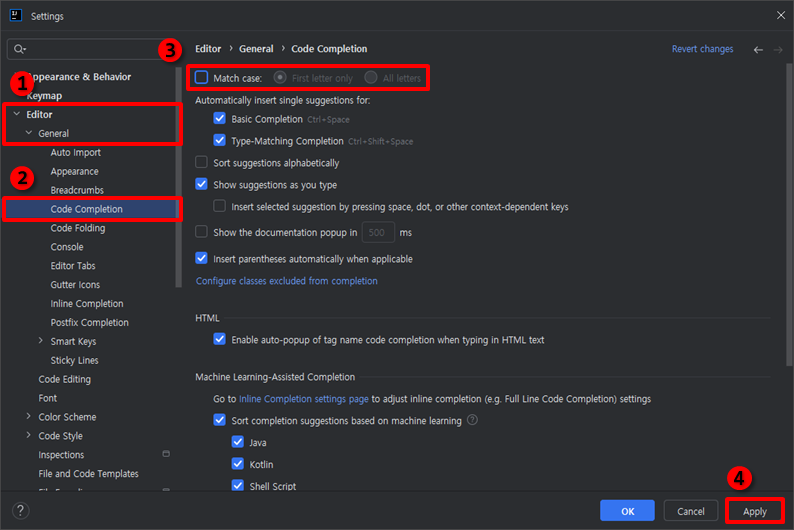 Settings
3
Editor › General › Code Completion
Revert changes
1
Appearance & Behavior
Keymap
Editor
General
Auto Import
Appearance
2
Breadcrumbs
Code Completion
Code Folding
Console
Editor Tabs
Gutter Icons
Inline Completion
Postfix Completion
Smart Keys
Sticky Lines
Code Editing
Font
Color Scheme
Code Style
Inspections
File and Code Templates
Match case: First letter only All letters
Automatically insert single suggestions for:
Basic Completion Ctrl+Space
Type-Matching Completion Ctrl+Shift+Space
Sort suggestions alphabetically
Show suggestions as you type
Insert selected suggestion by pressing space, dot, or other context-dependent keys
Show the documentation popup in 500 ms
Insert parentheses automatically when applicable
Configure classes excluded from completion
HTML
Enable auto-popup of tag name code completion when typing in HTML text
Machine Learning-Assisted Completion
Go to Inline Completion settings page to adjust inline completion (e.g. Full Line Code Completion) settings
Sort completion suggestions based on machine learning ?
Java
Kotlin
Shell Script
4
?
OK
Cancel
Apply